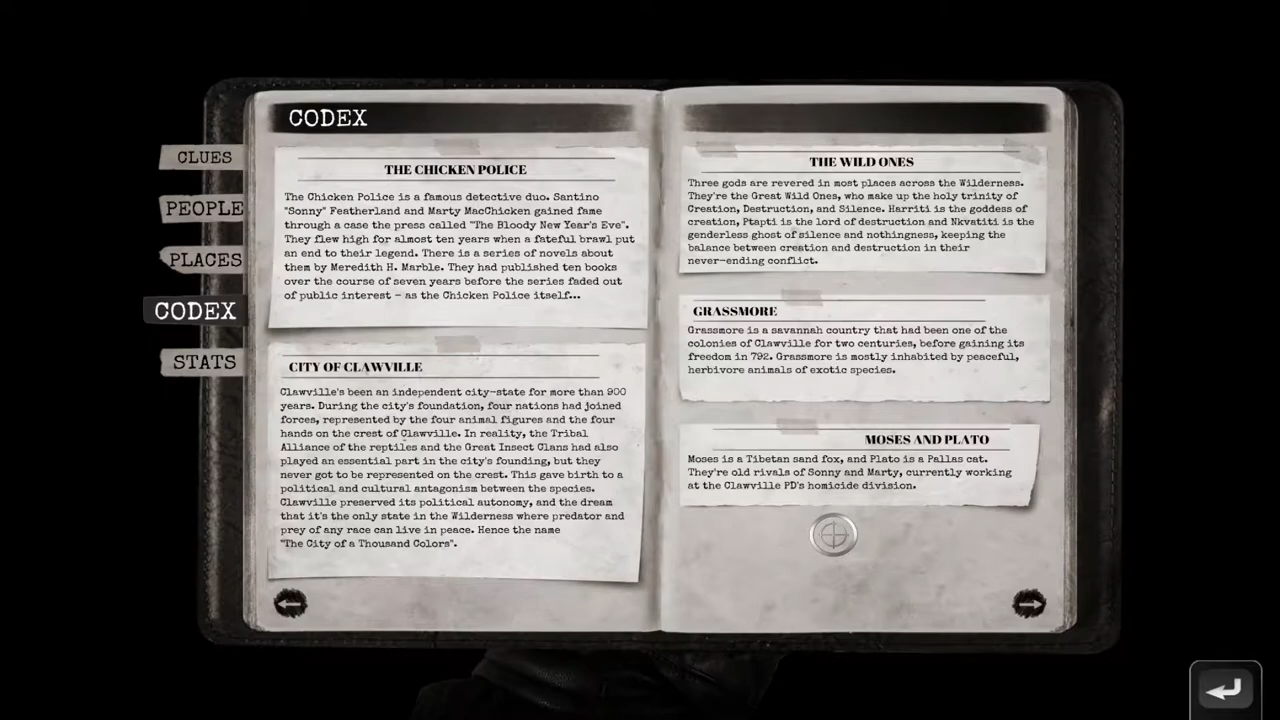 CODEX
CLUES
PEOPLE
PLACES
CODEX
STATS
THE CHICKEN POLICE
The Chicken Police is a famous detective duo. Santino
"Sonny" Featherland and Marty MacChicken gained fame
through a case the press called "The Bloody New Year's Eve".
They flew high for almost ten years when a fateful brawl put
an end to their legend. There is a series of novels about
them by Meredith H. Marble. They had published ten books
over the course of seven years before the series faded out
of public interest - as the Chicken Police itself...
CITY OF CLAWVILLE
Clawville's been an independent city-state for more than 900
years. During the city's foundation, four nations had joined
forces, represented by the four animal figures and the four
hands on the crest of Clawville. In reality, the Tribal
Alliance of the reptiles and the Great Insect Clans had also
played an essential part in the city's founding, but they
never got to be represented on the crest. This gave birth to a
political and cultural antagonism between the species.
Clawville preserved its political autonomy, and the dream
that it's the only state in the Wilderness where predator and
prey of any race can live in peace. Hence the name
"The City of a Thousand Colors".
THE WILD ONES
Three gods are revered in most places across the Wilderness.
They're the Great Wild Ones, who make up the holy trinity of
Creation, Destruction, and Silence. Harriti is the goddess of
creation, Ptapti is the lord of destruction and Nkvatiti is the
genderless ghost of silence and nothingness, keeping the
balance between creation and destruction in their
never-ending conflict.
GRASSMORE
Grassmore is a savannah country that had been one of the
colonies of Clawville for two centuries, before gaining its
freedom in 792. Grassmore is mostly inhabited by peaceful,
herbivore animals of exotic species.
MOSES AND PLATO
Moses is a Tibetan sand fox, and Plato is a Pallas cat.
They're old rivals of Sonny and Marty, currently working
at the Clawville PD's homicide division.